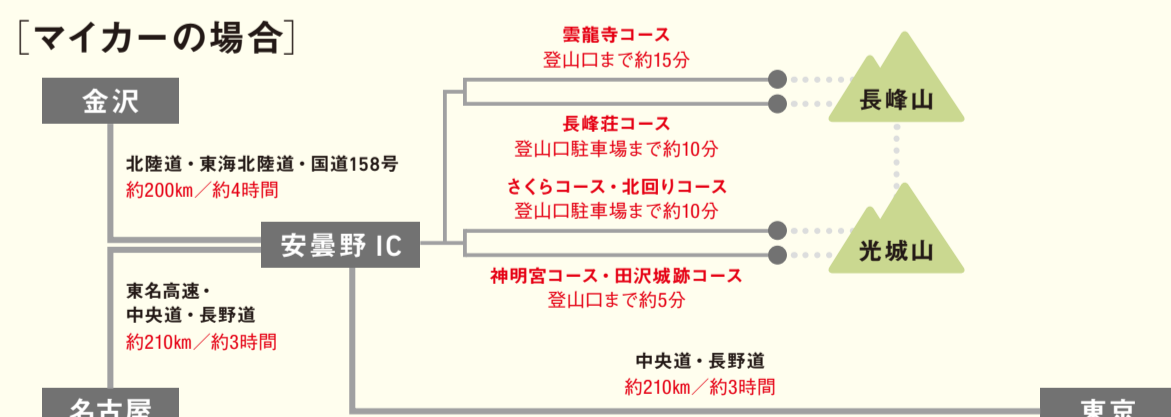 [マイカーの場合]
雲龍寺コース
登山口まで約15分
金沢
長峰山
長峰荘コース
登山口駐車場まで約10分
北陸道・東海北陸道・国道158号
約200km／約4時間
さくらコース・北回りコース
登山口駐車場まで約10分
安曇野 IC
光城山
神明宮コース・田沢城跡コース
登山口まで約5分
東名高速・
中央道・長野道
約210km／約3時間
中央道・長野道
約210km／約3時間
名古屋
東京